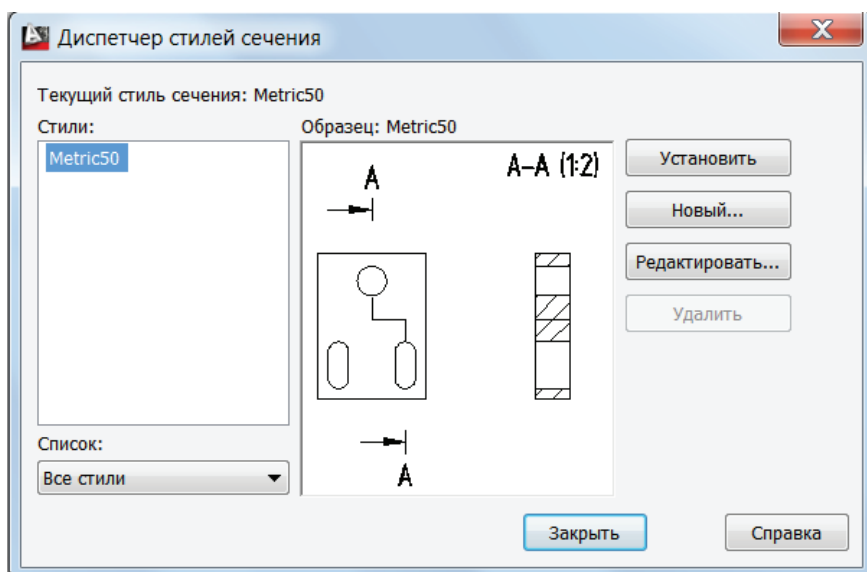 Диспетчер стилей сечения
Текущий стиль сечения: Metric50
Стили:
Metric50
Образец: Metric50
A
A-A (1:2)
A
Установить
Новый...
Редактировать...
Удалить
Список:
Все стили
Закрыть
Справка